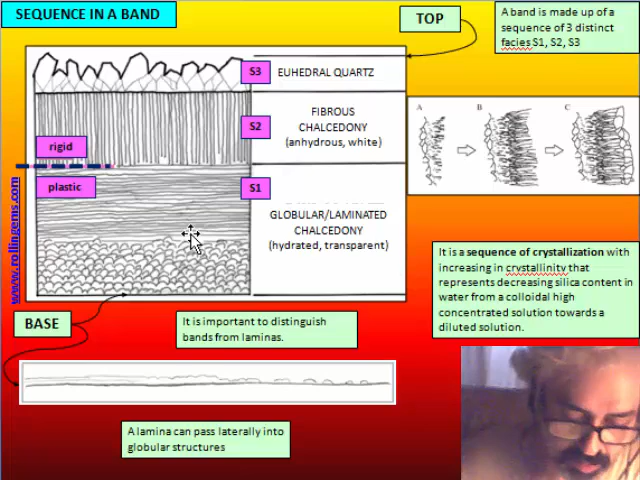 SEQUENCE IN A BAND
TOP
A band is made up of a
sequence of 3 distinct
facies S1, S2, S3
S3
EUHEDRAL QUARTZ
S2
FIBROUS
CHALCEDONY
(anhydrous, white)
rigid
plastic
S1
GLOBULAR/LAMINATED
CHALCEDONY
(hydrated, transparent)
A
B
C
www.rollingems.com
It is a sequence of crystallization with
increasing in crystallinity that
represents decreasing silica content in
water from a colloidal high
concentrated solution towards a
diluted solution.
BASE
It is important to distinguish
bands from laminas.
A lamina can pass laterally into
globular structures